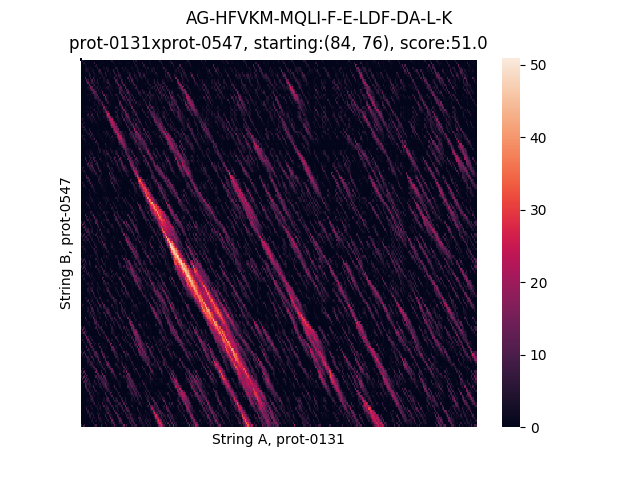 AG-HFVKM-MQLI-F-E-LDF-DA-L-K
prot-0131xprot-0547, starting:(84, 76), score:51.0
String B, prot-0547
String A, prot-0131
50
40
30
20
10
0